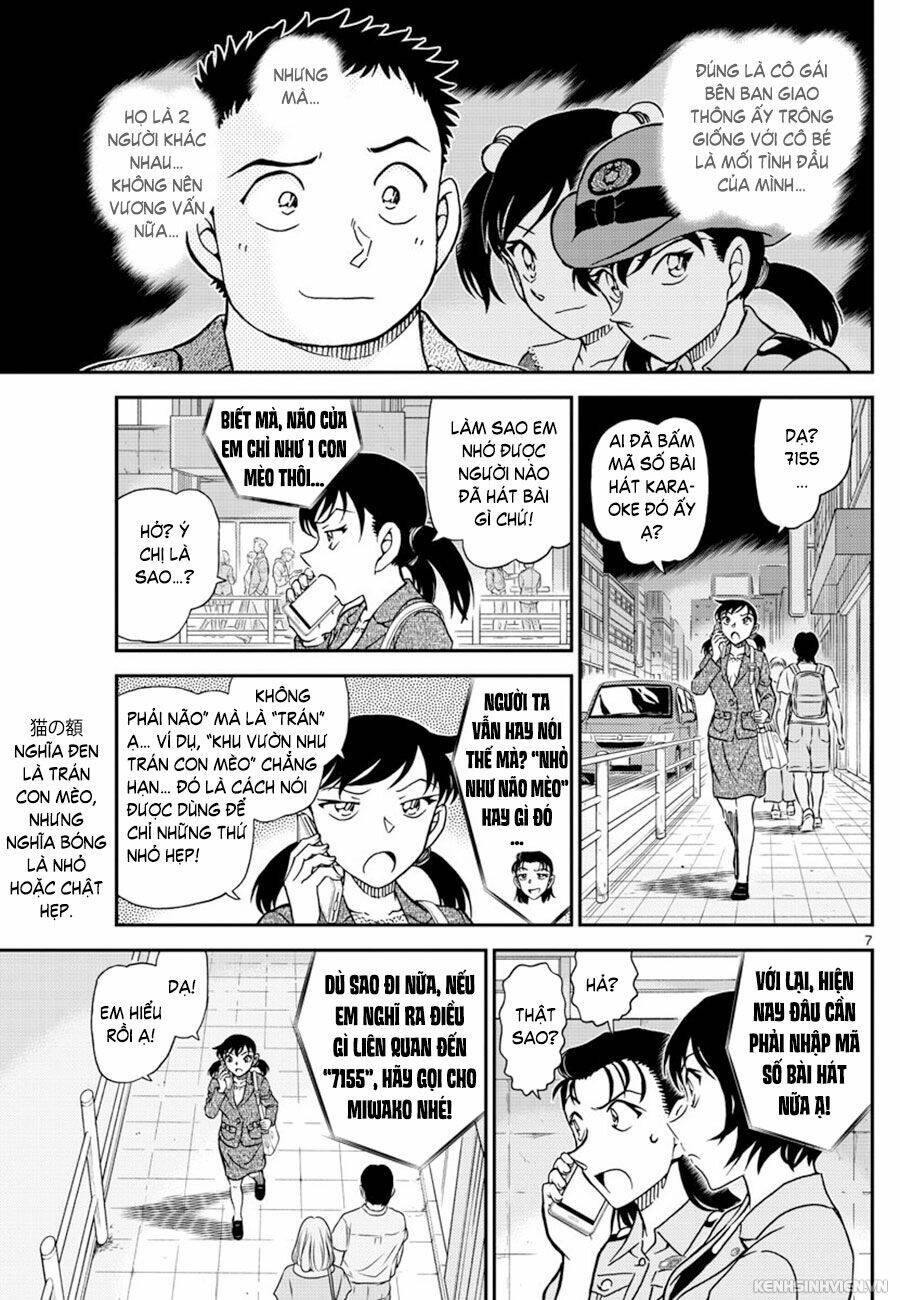 ĐÚNG LÀ CÔ GÁI
BÊN BAN GIAO
THÔNG ẤY TRÔNG
GIỐNG VỚI CÔ BÉ
LÀ MỐI TÌNH ĐẦU
CỦA MÌNH...
NHƯNG
MÀ...
HỌ LÀ 2
NGƯỜI KHÁC
NHAU...
KHÔNG NÊN
VƯƠNG VẤN
NỮA...
DẠ?
7155
...
AI ĐÃ BẤM
MÃ SỐ BÀI
HÁT KARA-
OKE ĐÓ ẤY
Ạ?
LÀM SAO EM
NHỚ ĐƯỢC
NGƯỜI NÀO
ĐÃ HÁT BÀI
GÌ CHỨ!
BIẾT MÀ, NÃO CỦA
EM CHỈ NHƯ 1 CON
MÈO THÔI...
HỞ? Ý
CHỊ LÀ
SAO...?
NGƯỜI TA
VẪN HAY NÓI
THẾ MÀ? “NHỎ
NHƯ NÃO MÈO”
HAY GÌ ĐÓ
...
KHÔNG
PHẢI NÃO” MÀ LÀ “TRÁN”
Ạ... VÍ DỤ, “KHU VƯỜN NHƯ
TRÁN CON MÈO” CHẲNG
HẠN... ĐÓ LÀ CÁCH NÓI
ĐƯỢC DÙNG ĐỂ
CHỈ NHỮNG THỨ
NHỎ HẸP!
猫の額
NGHĨA ĐEN
LÀ TRÁN
CON MÈO,
NHƯNG
NGHĨA BÓNG
LÀ NHỎ
HOẶC CHẬT
HẸP.
7
VỚI LẠI, HIỆN
NAY ĐÂU CẦN
PHẢI NHẬP MÃ
SỐ BÀI HÁT
NỮA Ạ!
HẢ?
THẬT
SAO?
DÙ SAO ĐI NỮA, NẾU
EM NGHĨ RA ĐIỀU
GÌ LIÊN QUAN ĐẾN
“7155”, HÃY GỌI CHO
MIWAKO NHÉ!
DẠ!
EM HIỂU
RỒI Ạ!
KENHSINHVIEN.VN